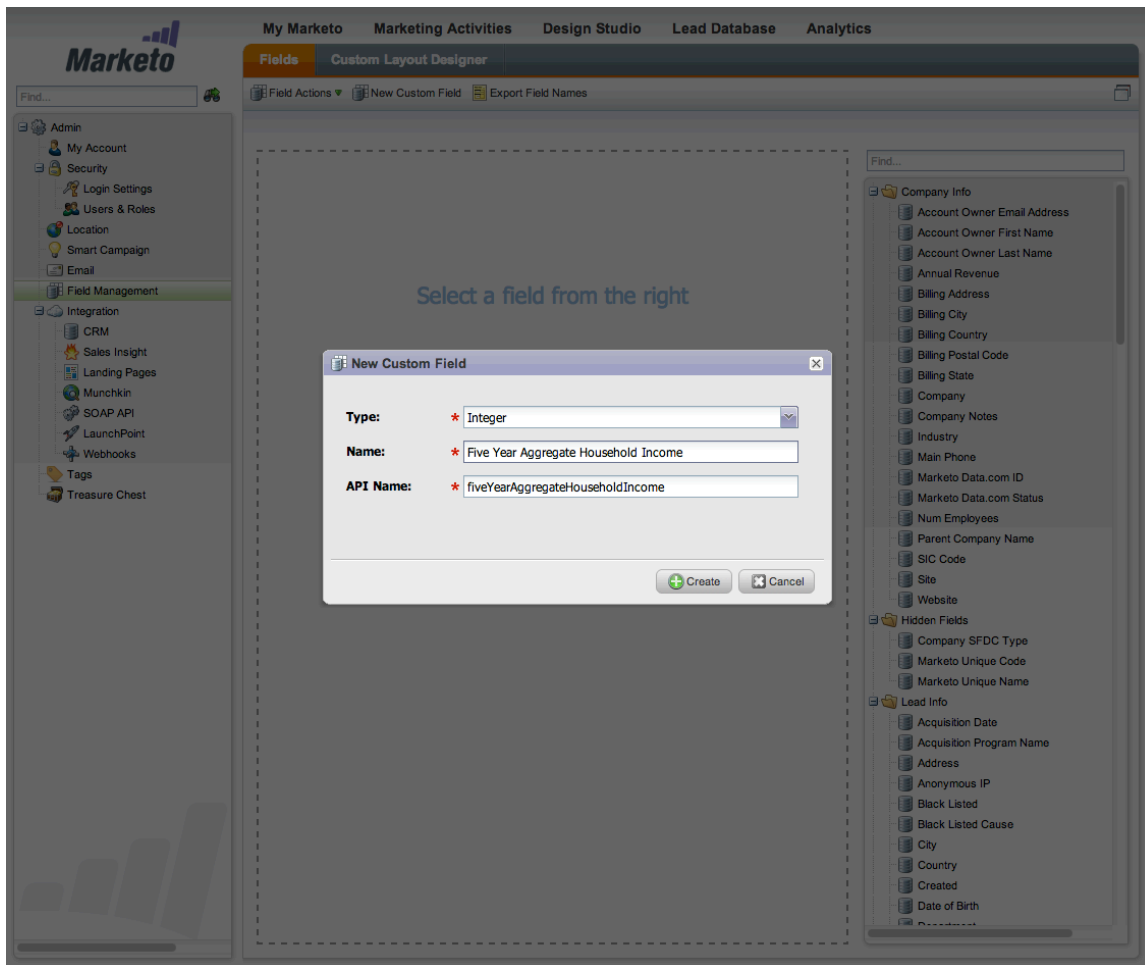 Marketo
My Marketo Marketing Activities Design Studio Lead Database Analytics
Fields Custom Layout Designer
Find...
Field Actions New Custom Field Export Field Names
Admin
My Account
Security
Login Settings
Users & Roles
Location
Smart Campaign
Email
Field Management
Integration
CRM
Sales Insight
Landing Pages
Munchkin
SOAP API
LaunchPoint
Webhooks
Tags
Treasure Chest
Select a field from the right
New Custom Field
Type: * Integer
Name: * Five Year Aggregate Household Income
API Name: * fiveYearAggregateHouseholdIncome
Create Cancel
Find...
Company Info
Account Owner Email Address
Account Owner First Name
Account Owner Last Name
Annual Revenue
Billing Address
Billing City
Billing Country
Billing Postal Code
Billing State
Company
Company Notes
Industry
Main Phone
Marketo Data.com ID
Marketo Data.com Status
Num Employees
Parent Company Name
SIC Code
Site
Website
Hidden Fields
Company SFDC Type
Marketo Unique Code
Marketo Unique Name
Lead Info
Acquisition Date
Acquisition Program Name
Address
Anonymous IP
Black Listed
Black Listed Cause
City
Country
Created
Date of Birth